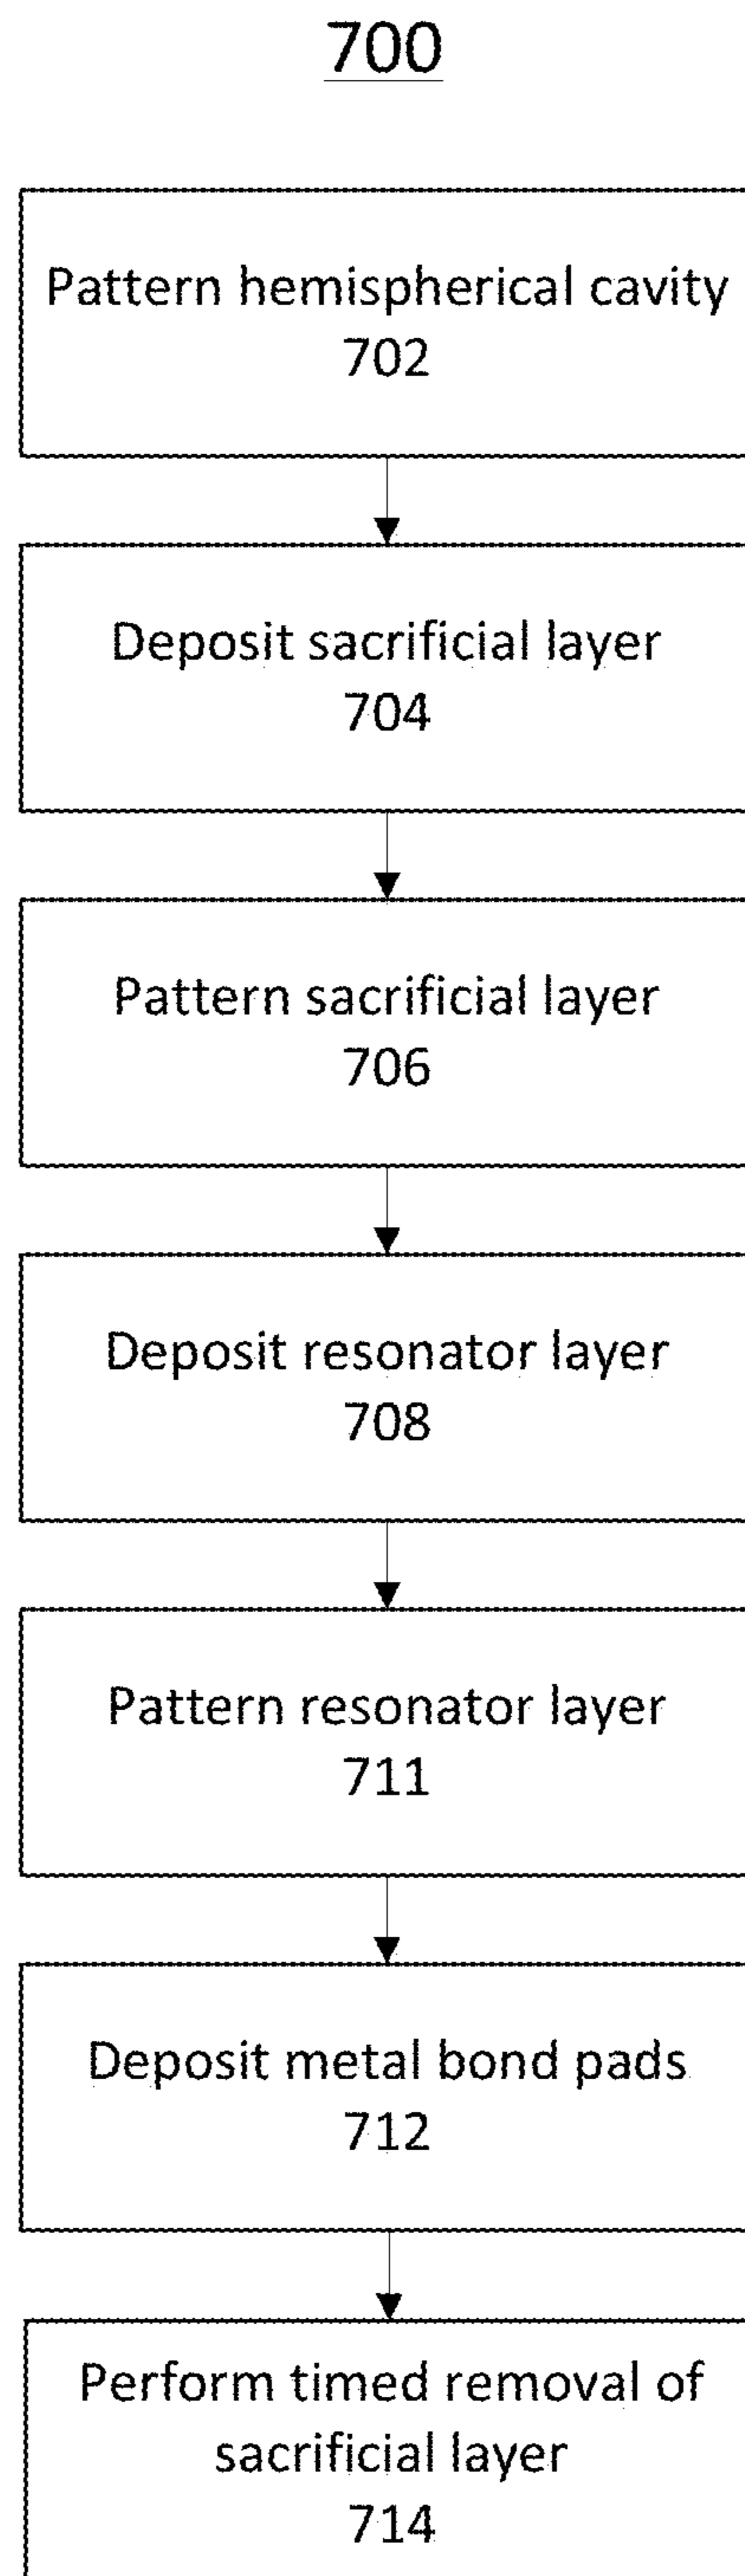 700
Pattern hemispherical cavity
702
Deposit sacrificial layer
704
Pattern sacrificial layer
706
Deposit resonator layer
708
Pattern resonator layer
711
Deposit metal bond pads
712
Perform timed removal of
sacrificial layer
714